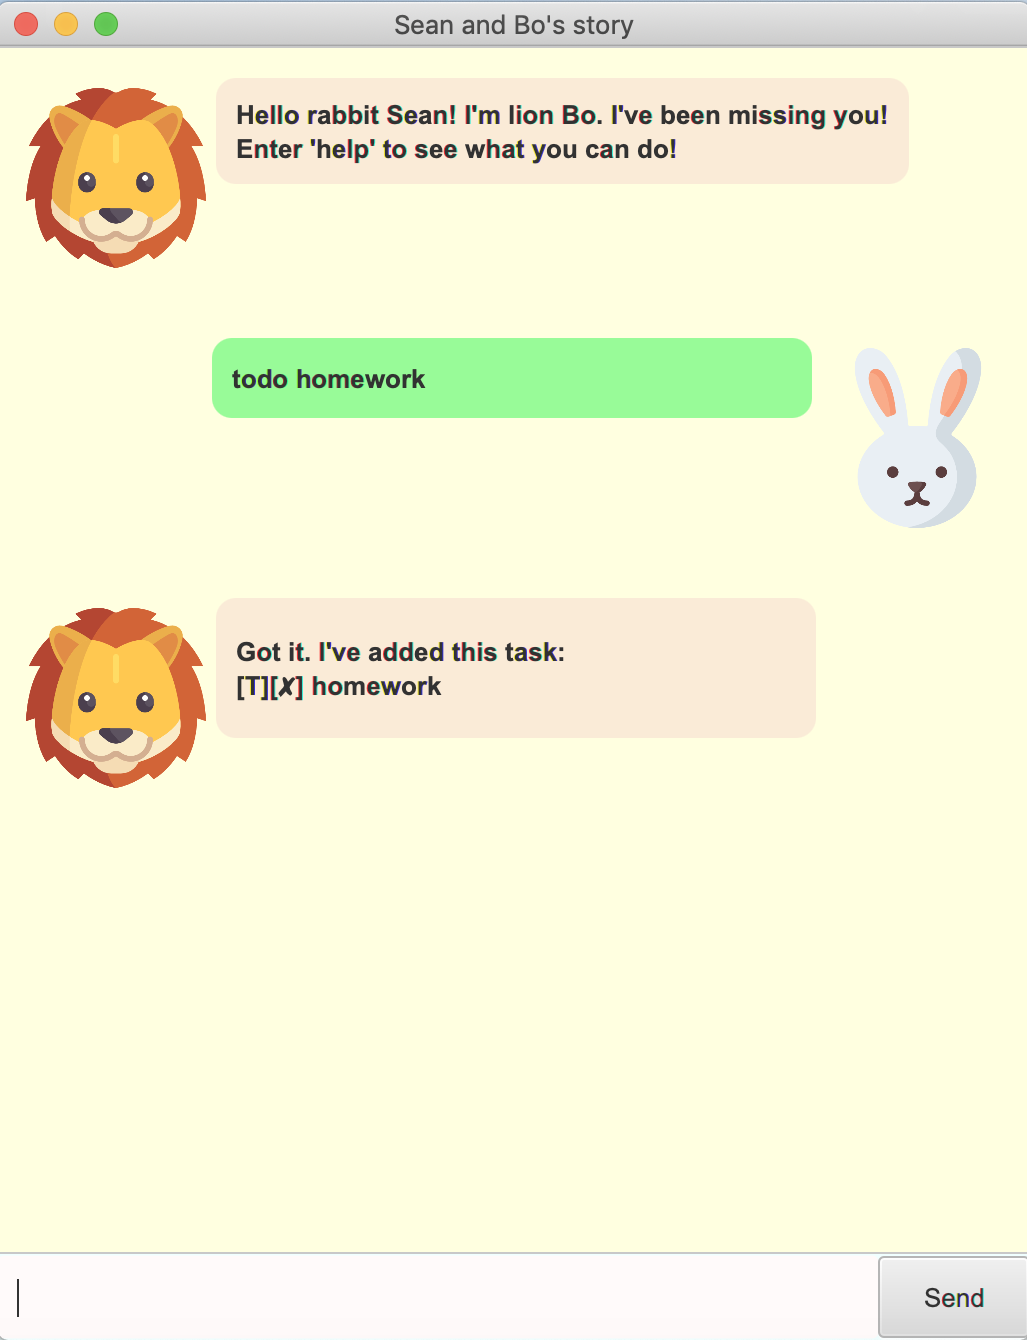 Sean and Bo's story
Hello rabbit Sean! I'm lion Bo. I've been missing you!
Enter 'help' to see what you can do!
todo homework
Got it. I've added this task:
[T][✘] homework
Send